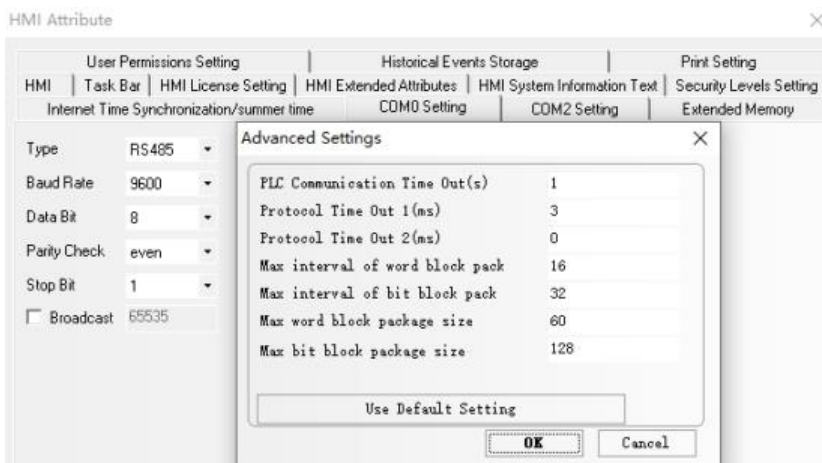 HMI Attribute
User Permissions Setting Historical Events Storage Print Setting
HMI Task Bar HMI License Setting HMI Extended Attributes HMI System Information Text Security Levels Setting
Internet Time Synchronization/summer time COM0 Setting COM2 Setting Extended Memory
Type RS485
Baud Rate 9600
Data Bit 8
Parity Check even
Stop Bit 1
Broadcast 65535
Advanced Settings
PLC Communication Time Out(s) 1
Protocol Time Out 1(ms) 3
Protocol Time Out 2(ms) 0
Max interval of word block pack 16
Max interval of bit block pack 32
Max word block package size 60
Max bit block package size 128
Use Default Setting
OK Cancel